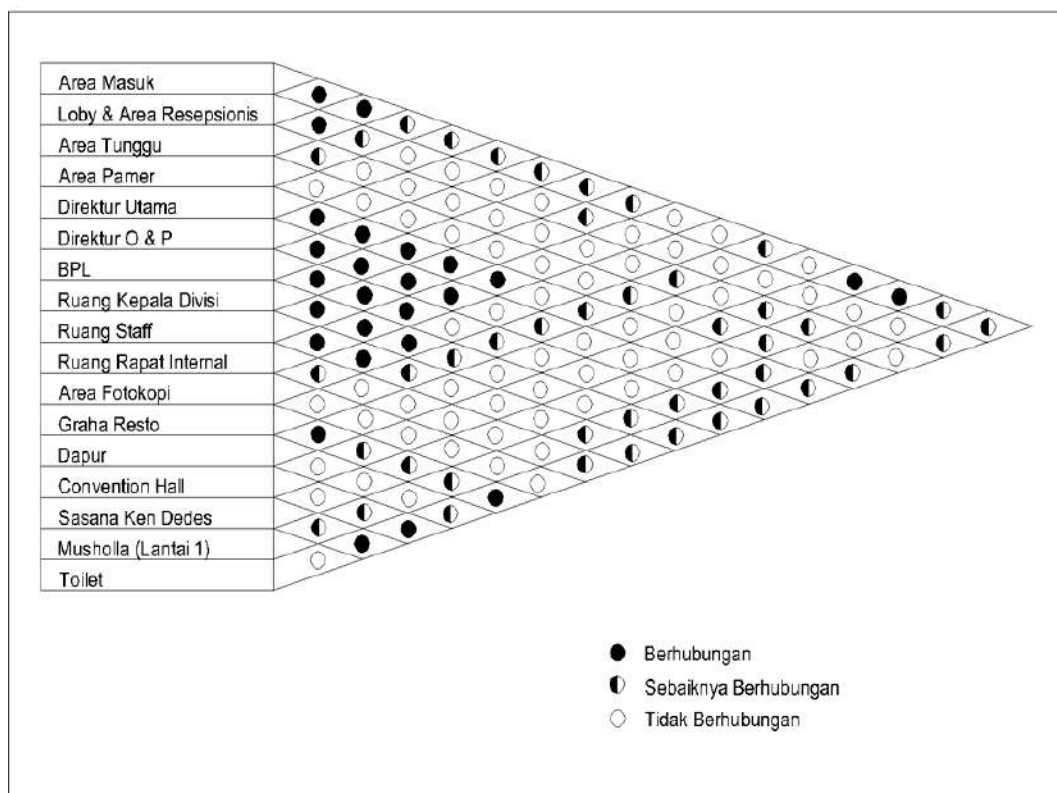 Area Masuk
Loby & Area Resepsionis
Area Tunggu
Area Pamer
Direktur Utama
Direktur O & P
BPL
Ruang Kepala Divisi
Ruang Staff
Ruang Rapat Internal
Area Fotokopi
Graha Resto
Dapur
Convention Hall
Sasana Ken Dedes
Musholla (Lantai 1)
Toilet
Berhubungan
Sebaiknya Berhubungan
Tidak Berhubungan